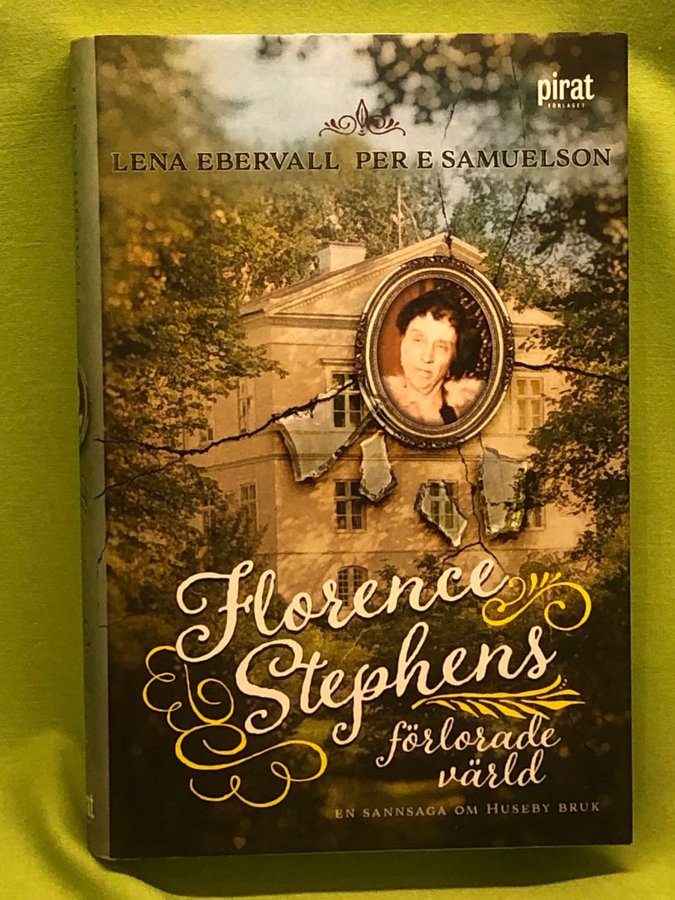 pirat
FÖRLAGET
LENA EBERVALL PER E SAMUELSON
Florence
Stephens
förlorade
värld
EN SANNSAGA OM HUSEBY BRUK